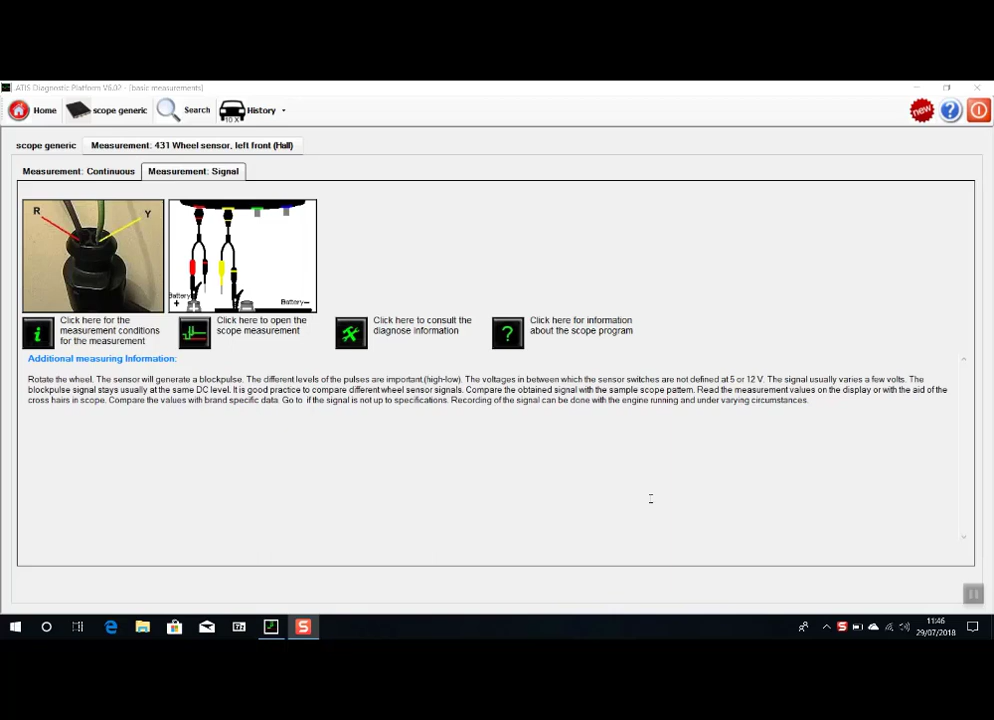 ATIS Diagnostic Platform V6.02 - [basic measurements]
Home
scope generic
Search
10 X
History
new
?
scope generic
Measurement: 431 Wheel sensor, left front (Hall)
Measurement: Continuous
Measurement: Signal
R
Y
Battery
+
Battery-
i
Click here for the
measurement conditions
for the measurement
Click here to open the
scope measurement
Click here to consult the
diagnose information
?
Click here for information
about the scope program
Additional measuring Information:
Rotate the wheel. The sensor will generate a blockpulse. The different levels of the pulses are important,(high-low). The voltages in between which the sensor switches are not defined at 5 or 12 V. The signal usually varies a few volts. The
blockpulse signal stays usually at the same DC level. It is good practice to compare different wheel sensor signals. Compare the obtained signal with the sample scope pattern. Read the measurement values on the display or with the aid of the
cross hairs in scope. Compare the values with brand specific data. Go to if the signal is not up to specifications. Recording of the signal can be done with the engine running and under varying circumstances.
11:46
29/07/2018